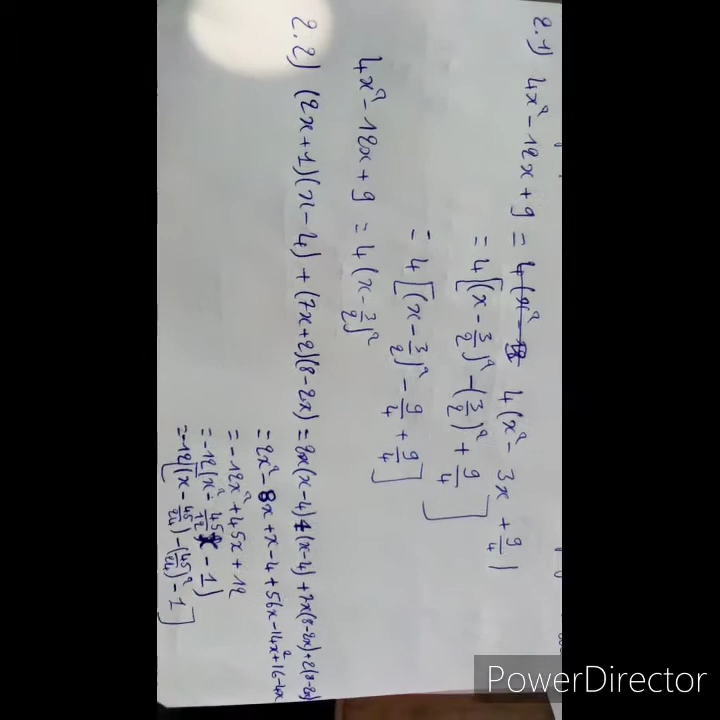 2.1) 4x² - 12x + 9 = 4(x² - 3x + 9/4)
= 4[(x - 3/2)² - (3/2)² + 9/4]
= 4[(x - 3/2)² - 9/4 + 9/4]
4x² - 12x + 9 = 4(x - 3/2)²
2.2) (2x+1)(x-4) + (7x+2)(8-2x) = 2x(x-4)+(x-4)+7x(8-2x)+2(8-2x)
= 2x² - 8x + x - 4 + 56x - 14x² + 16 - 4x
= -12x² + 45x + 12
= -12(x² - 45/12 x - 1)
= -12[(x - 45/24) - (45/24)² - 1]
PowerDirector